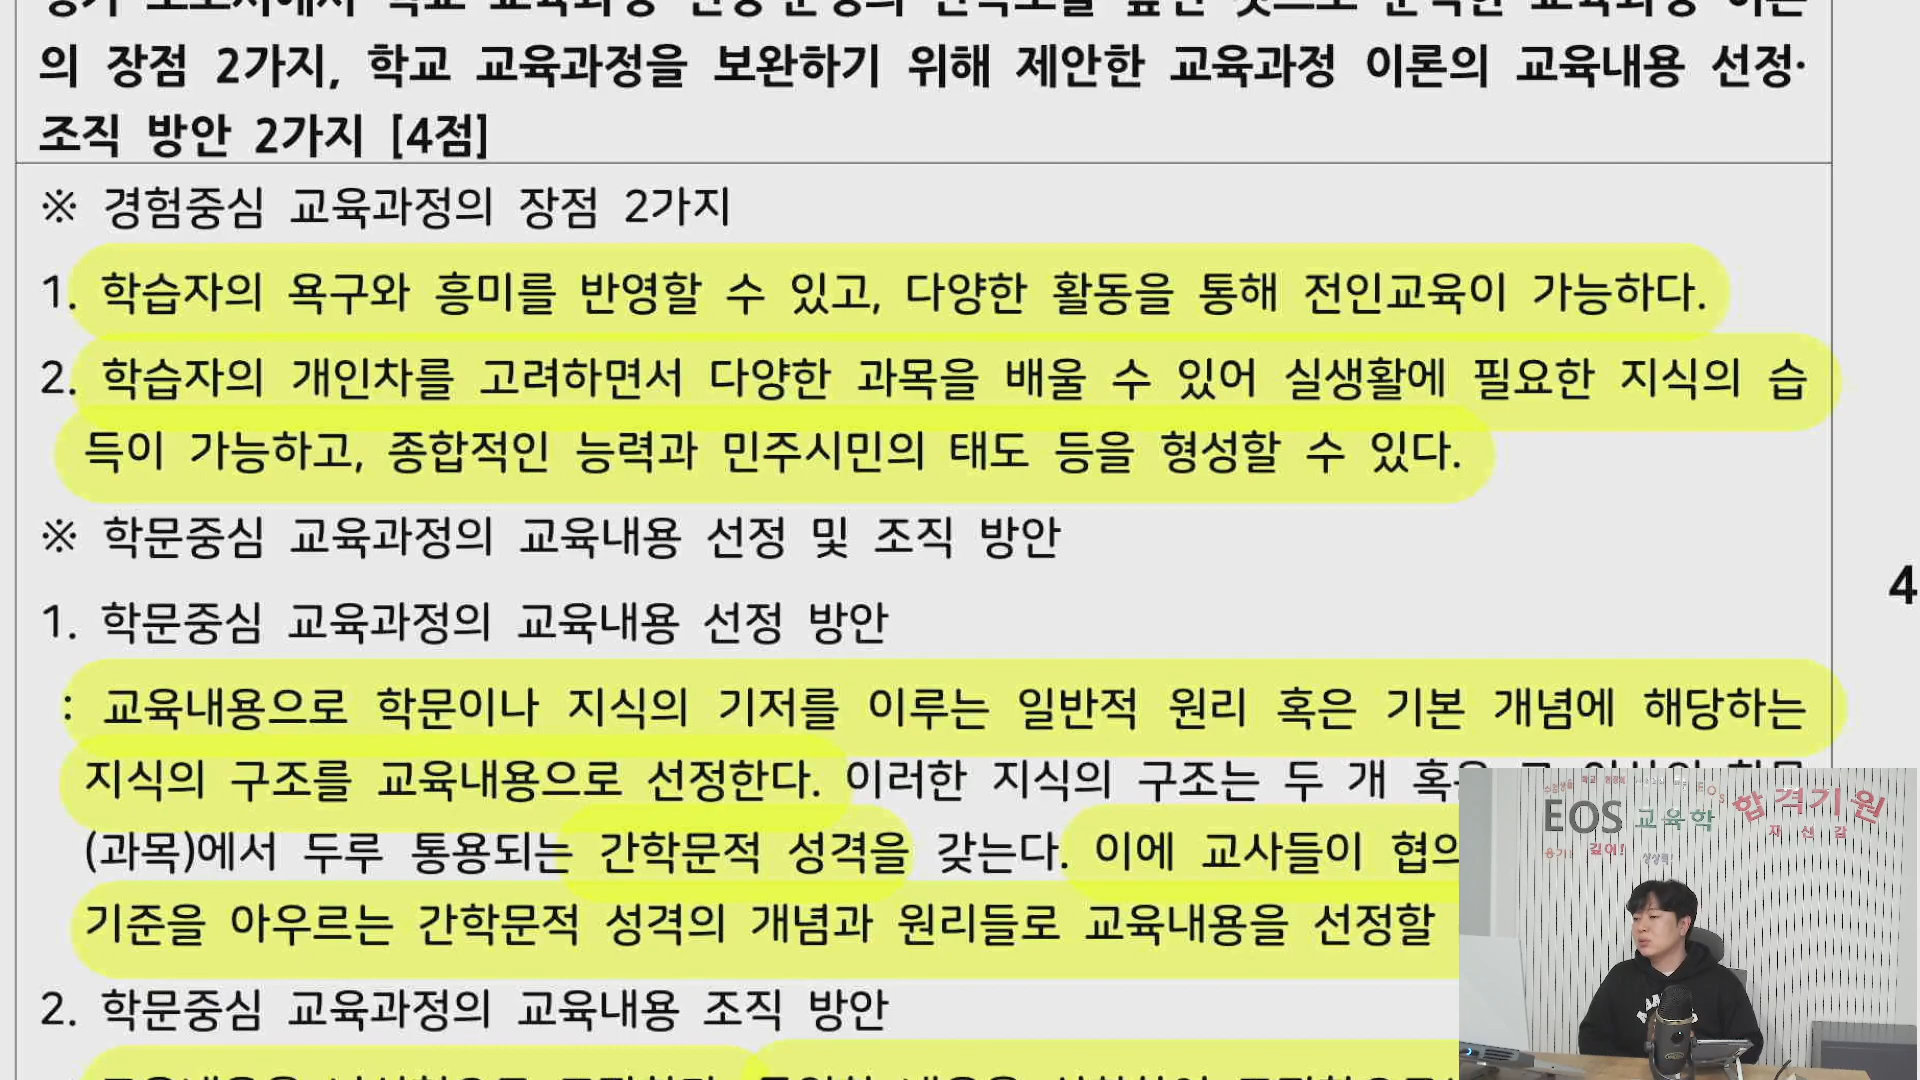 의 장점 2가지, 학교 교육과정을 보완하기 위해 제안한 교육과정 이론의 교육내용 선정·
조직 방안 2가지 [4점]
※ 경험중심 교육과정의 장점 2가지
1. 학습자의 욕구와 흥미를 반영할 수 있고, 다양한 활동을 통해 전인교육이 가능하다.
2. 학습자의 개인차를 고려하면서 다양한 과목을 배울 수 있어 실생활에 필요한 지식의 습
득이 가능하고, 종합적인 능력과 민주시민의 태도 등을 형성할 수 있다.
※ 학문중심 교육과정의 교육내용 선정 및 조직 방안
4
1. 학문중심 교육과정의 교육내용 선정 방안
: 교육내용으로 학문이나 지식의 기저를 이루는 일반적 원리 혹은 기본 개념에 해당하는
지식의 구조를 교육내용으로 선정한다. 이러한 지식의 구조는 두 개
(과목)에서 두루 통용되는 간학문적 성격을 갖는다. 이에 교사들이
기준을 아우르는 간학문적 성격의 개념과 원리들로 교육내용을 선정할
2. 학문중심 교육과정의 교육내용 조직 방안
EOS 교육학
합격기원
자신감
용기!
깊이!